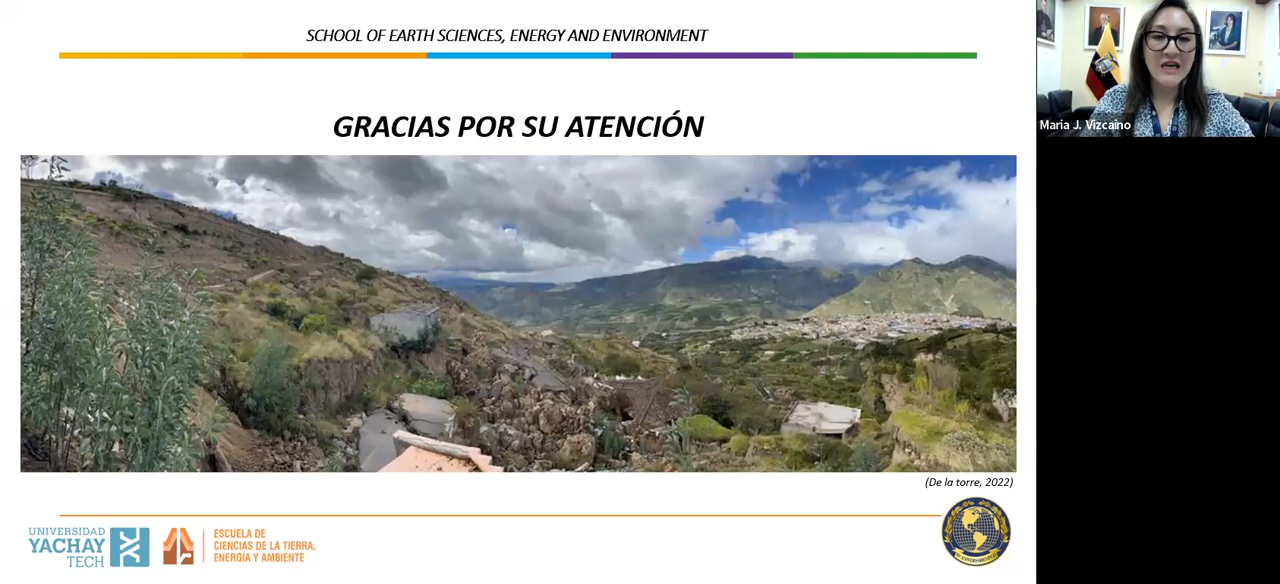 SCHOOL OF EARTH SCIENCES, ENERGY AND ENVIRONMENT
GRACIAS POR SU ATENCIÓN
Maria J. Vizcaino
(De la torre, 2022)
UNIVERSIDAD
YACHAY
TECH
ESCUELA DE
CIENCIAS DE LA TIERRA,
ENERGÍA Y AMBIENTE